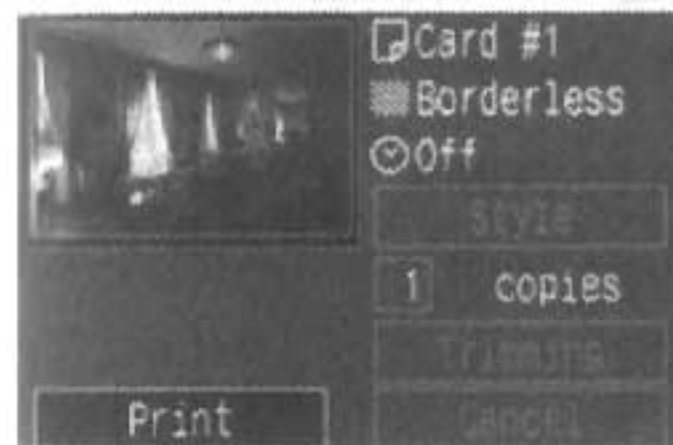 Card #1
Borderless
Off
Style
1 copies
Trimming
Print
Cancel